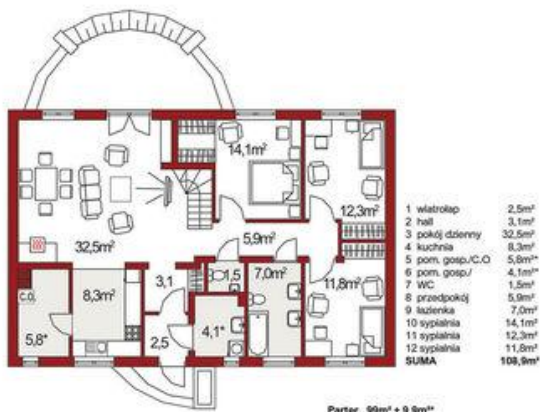 14,1m²
12,3m²
32,5m²
5,9m²
C.O.
8,3m²
3,1
1,5
7,0m²
11,8m²
5,8*
2,5
4,1*
1 wiatrołap 2,5m²
2 hall 3,1m²
3 pokój dzienny 32,5m²
4 kuchnia 8,3m²
5 pom. gosp./C.O. 5,8m²*
6 pom. gosp./ 4,1m²*
7 WC 1,5m²
8 przedpokój 5,9m²
9 łazienka 7,0m²
10 sypialnia 14,1m²
11 sypialnia 12,3m²
12 sypialnia 11,8m²
SUMA 108,9m²
Parter 99m² + 9,9m²*